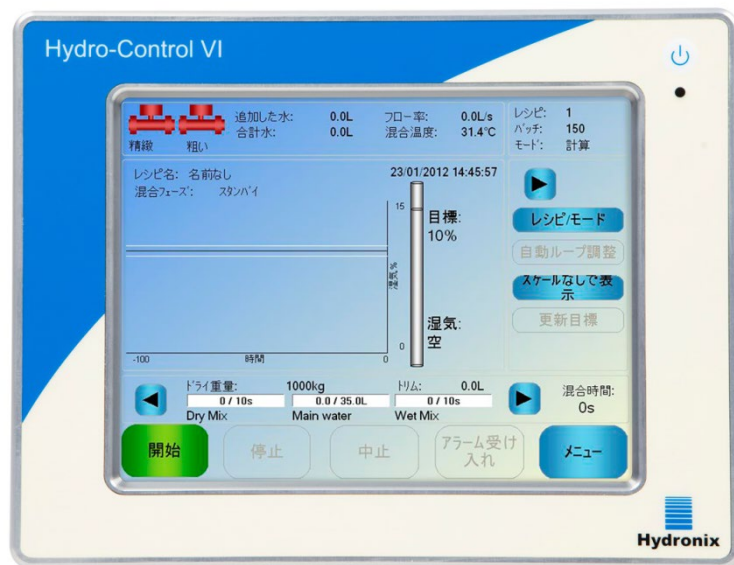 Hydro-Control VI
追加した水: 0.0L フロー率: 0.0L/s レシピ: 1
合計水: 0.0L 混合温度: 31.4°C バッチ: 150
精緻 粗い モード: 計算
レシピ名: 名前なし 23/01/2012 14:45:57
混合フェーズ: スタンバイ
15 目標:
10%
レシピ/モード
自動ループ調整
スケールなしで表
示
湿気%
更新目標
湿気:
空
0
-100 時間 0
ドライ重量: 1000kg トリム: 0.0L 混合時間:
0 / 10s 0.0 / 35.0L 0 / 10s 0s
Dry Mix Main water Wet Mix
開始 停止 中止 アラーム受け
入れ メニュー
Hydronix